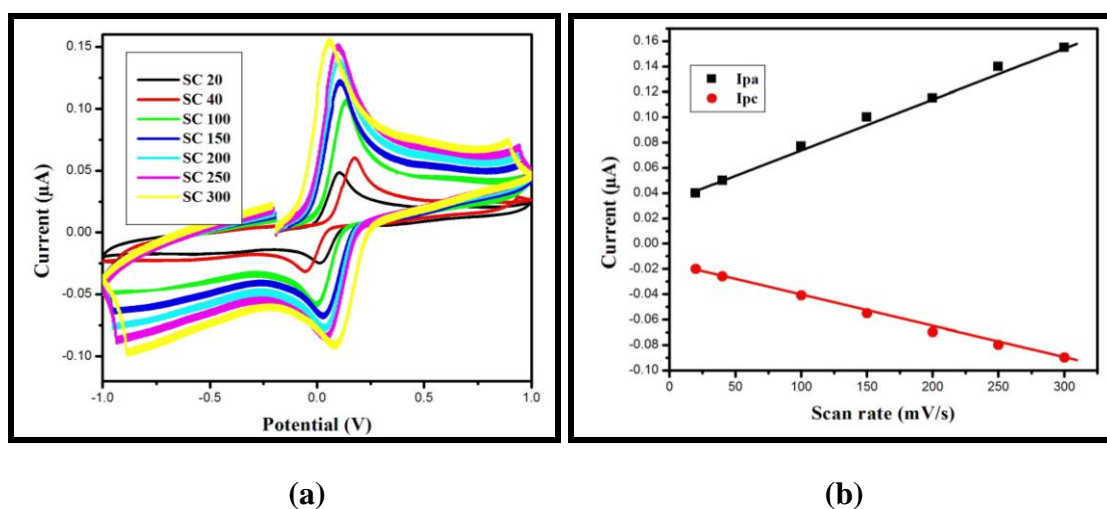 0.15
0.10
0.05
0.00
-0.05
-0.10
Current (µA)
SC 20
SC 40
SC 100
SC 150
SC 200
SC 250
SC 300
-1.0 -0.5 0.0 0.5 1.0
Potential (V)
0.16
0.14
0.12
0.10
0.08
0.06
0.04
0.02
0.00
-0.02
-0.04
-0.06
-0.08
-0.10
Current (µA)
Ipa
Ipc
0 50 100 150 200 250 300
Scan rate (mV/s)
(a) (b)